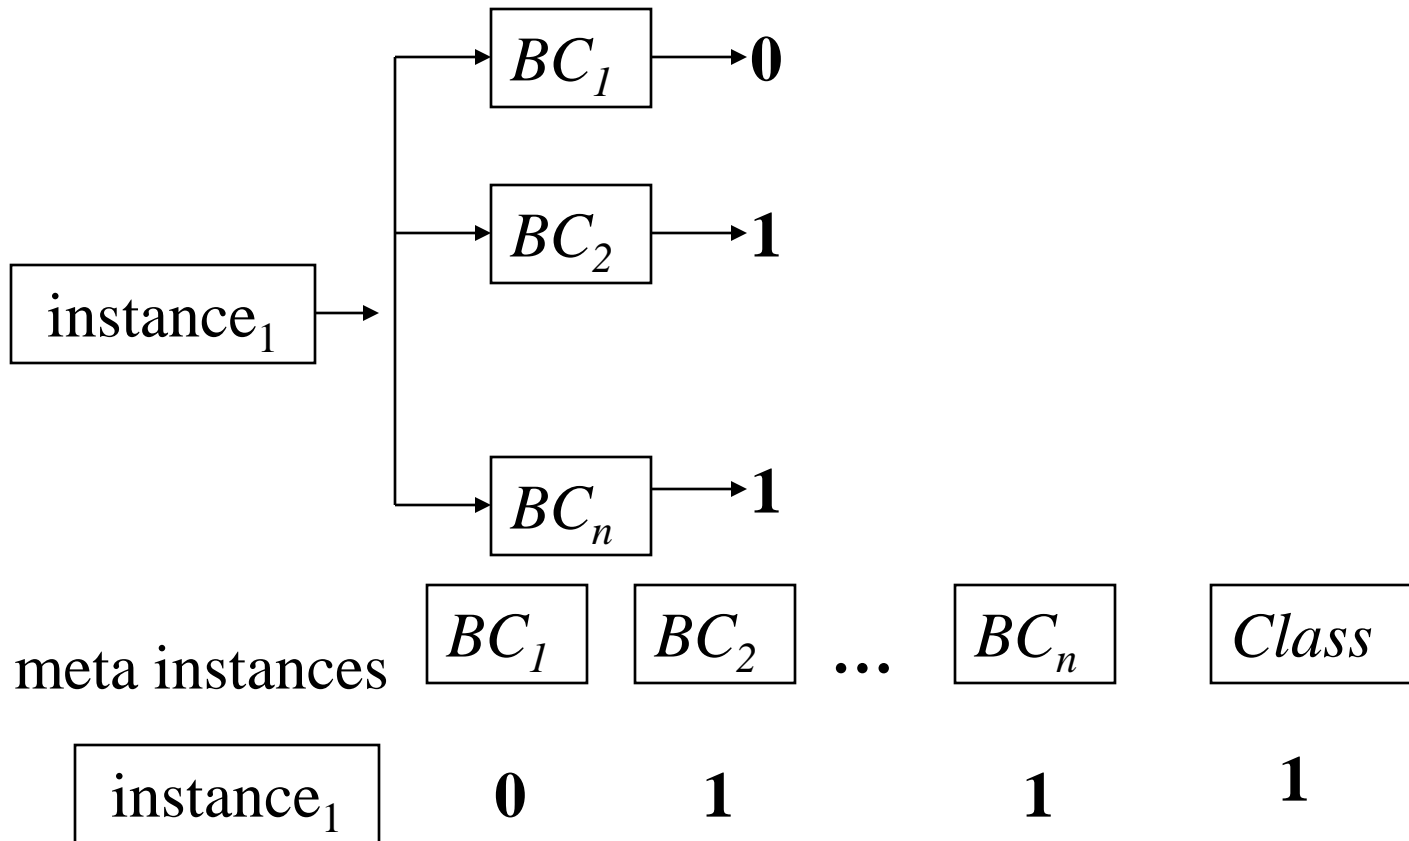 BC₁ 0
BC₂ 1
instance₁
BCₙ 1
meta instances BC₁ BC₂ ... BCₙ Class
instance₁ 0 1 1 1